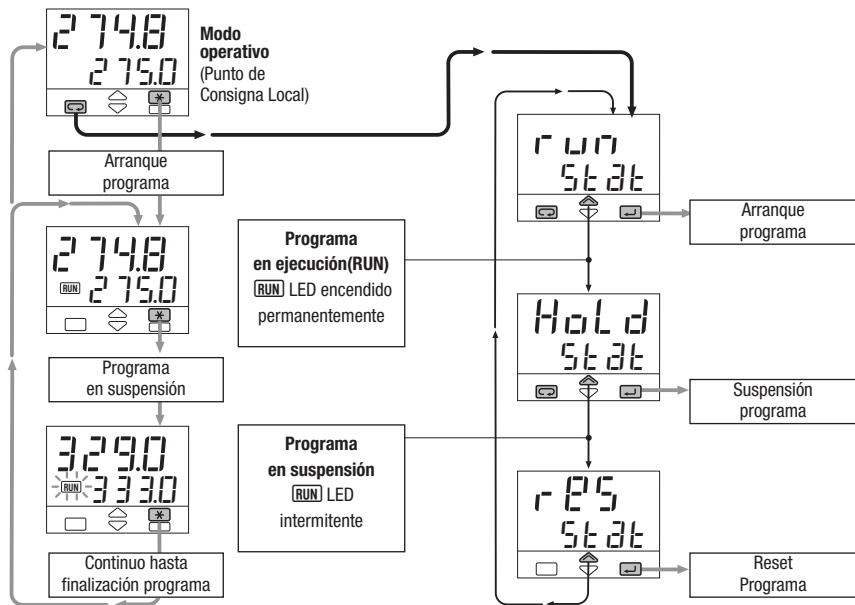 274.8
275.0
Modo
operativo
(Punto de
Consigna Local)
Arranque
programa
274.8
RUN 275.0
Programa
en suspensión
329.0
RUN 333.0
Continuo hasta
finalización programa
Programa
en ejecución(RUN)
RUN LED encendido
permanentemente
Programa
en suspensión
RUN LED
intermitente
run
Stat
Arranque
programa
HoLd
Stat
Suspensión
programa
reS
Stat
Reset
Programa